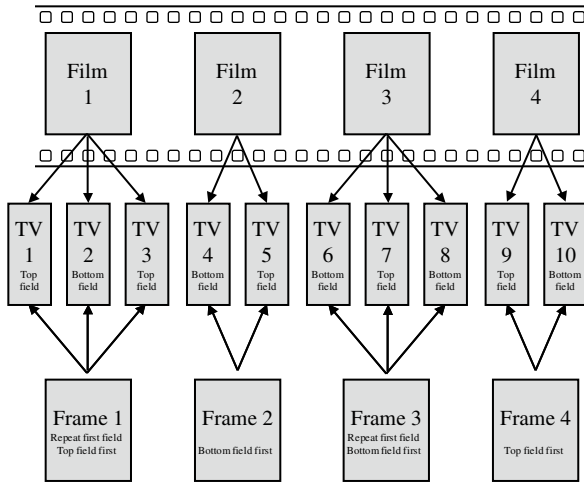 Film
1
Film
2
Film
3
Film
4
TV
1
Top
field
TV
2
Bottom
field
TV
3
Top
field
TV
4
Bottom
field
TV
5
Top
field
TV
6
Bottom
field
TV
7
Top
field
TV
8
Bottom
field
TV
9
Top
field
TV
10
Bottom
field
Frame 1
Repeat first field
Top field first
Frame 2
Bottom field first
Frame 3
Repeat first field
Bottom field first
Frame 4
Top field first